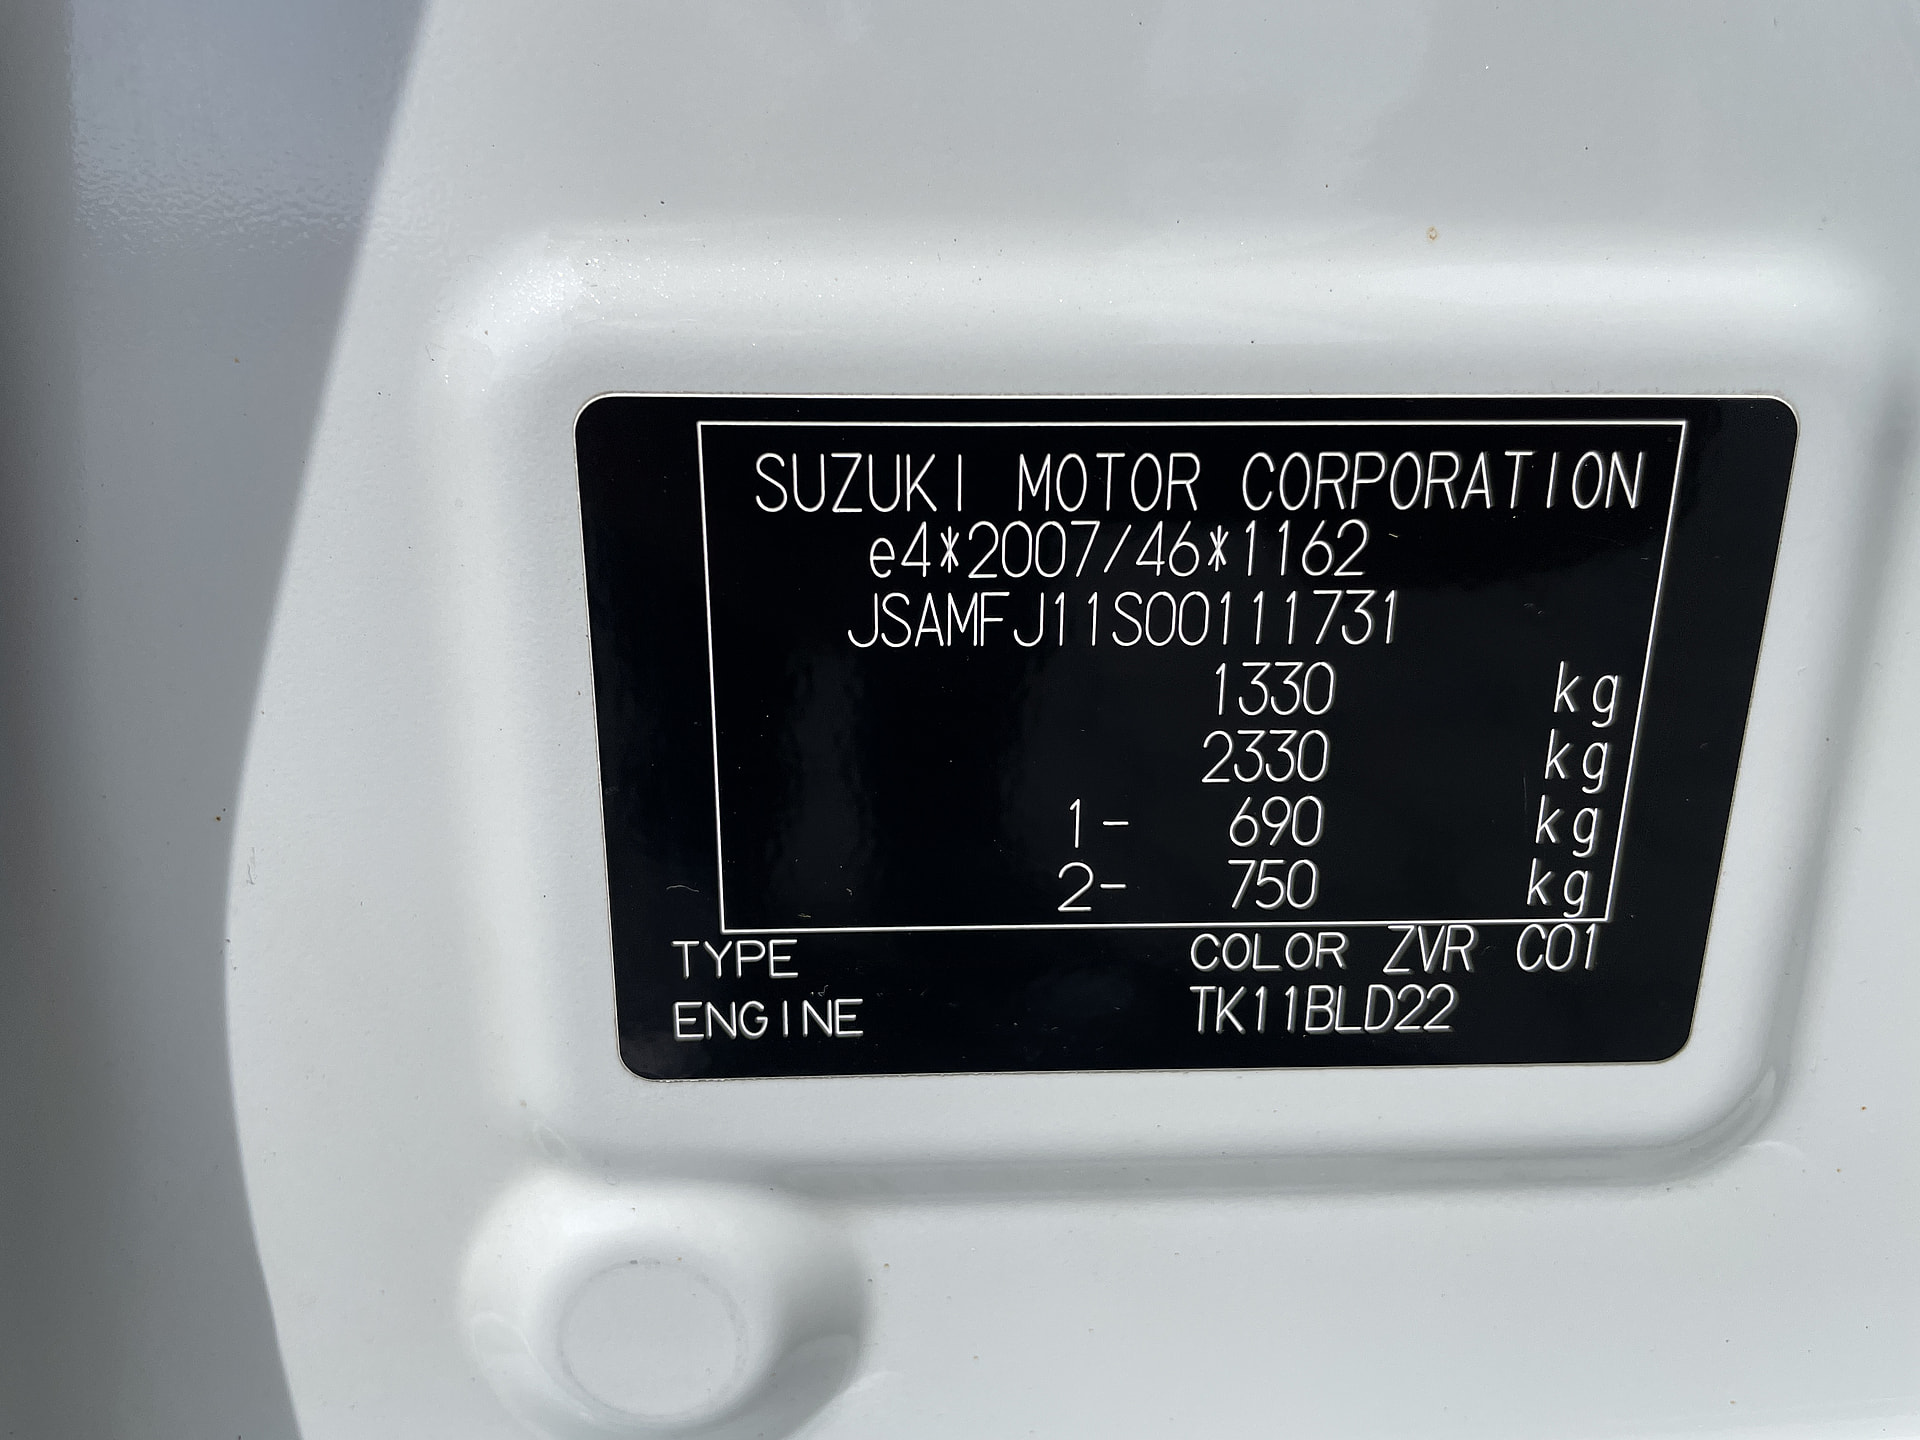 SUZUKI MOTOR CORPORATION
e4*2007/46*1162
JSAMFJ11S00111731
1330 kg
2330 kg
1- 690 kg
2- 750 kg
TYPE COLOR ZVR C01
ENGINE TK11BLD22